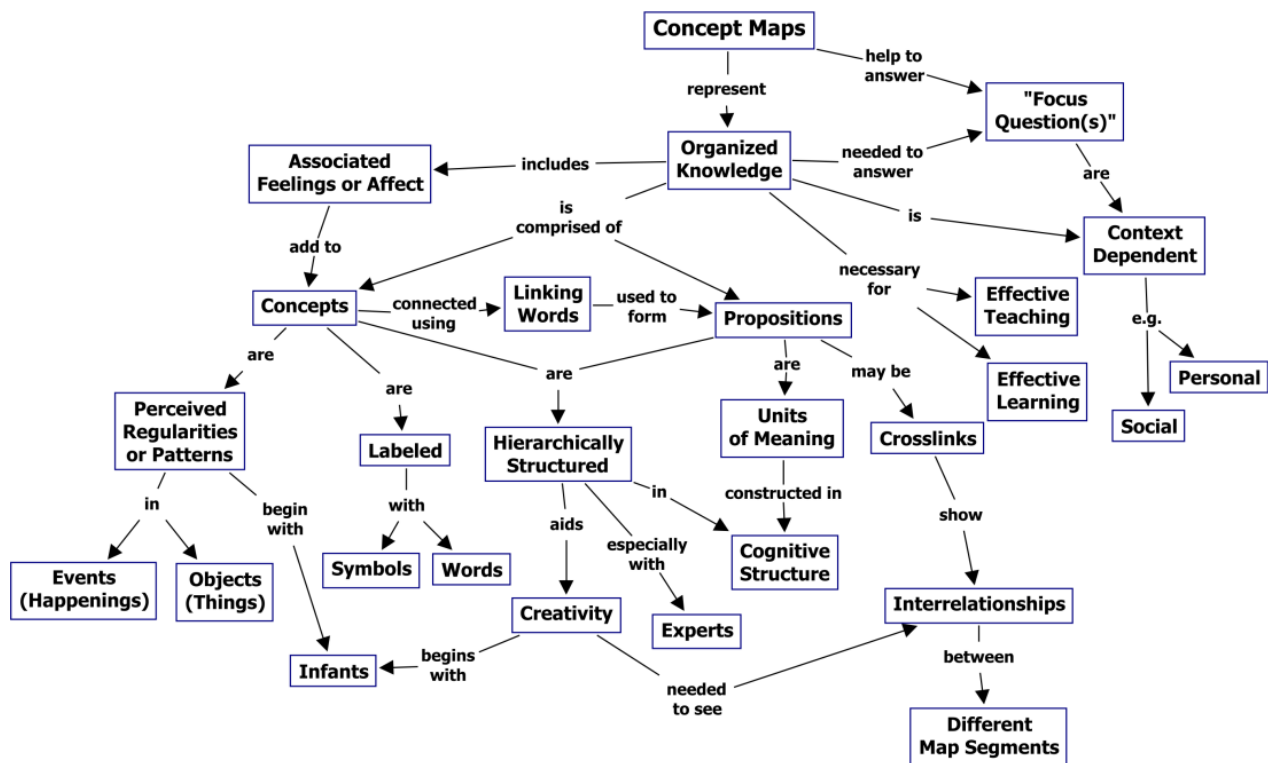 Concept Maps
help to
answer
represent
"Focus
Question(s)"
Organized
Knowledge
needed to
answer
Associated
Feelings or Affect
includes
are
is
comprised of
is
Context
Dependent
add to
necessary
for
Concepts
connected
using
Linking
Words
used to
form
Propositions
Effective
Teaching
e.g.
are
are
are
are
may be
Effective
Learning
Personal
Social
Perceived
Regularities
or Patterns
Labeled
Hierarchically
Structured
Units
of Meaning
Crosslinks
in
begin
with
with
aids
especially
with
in
constructed in
show
Events
(Happenings)
Objects
(Things)
Symbols
Words
Cognitive
Structure
Creativity
Experts
Interrelationships
Infants
begins
with
needed
to see
between
Different
Map Segments